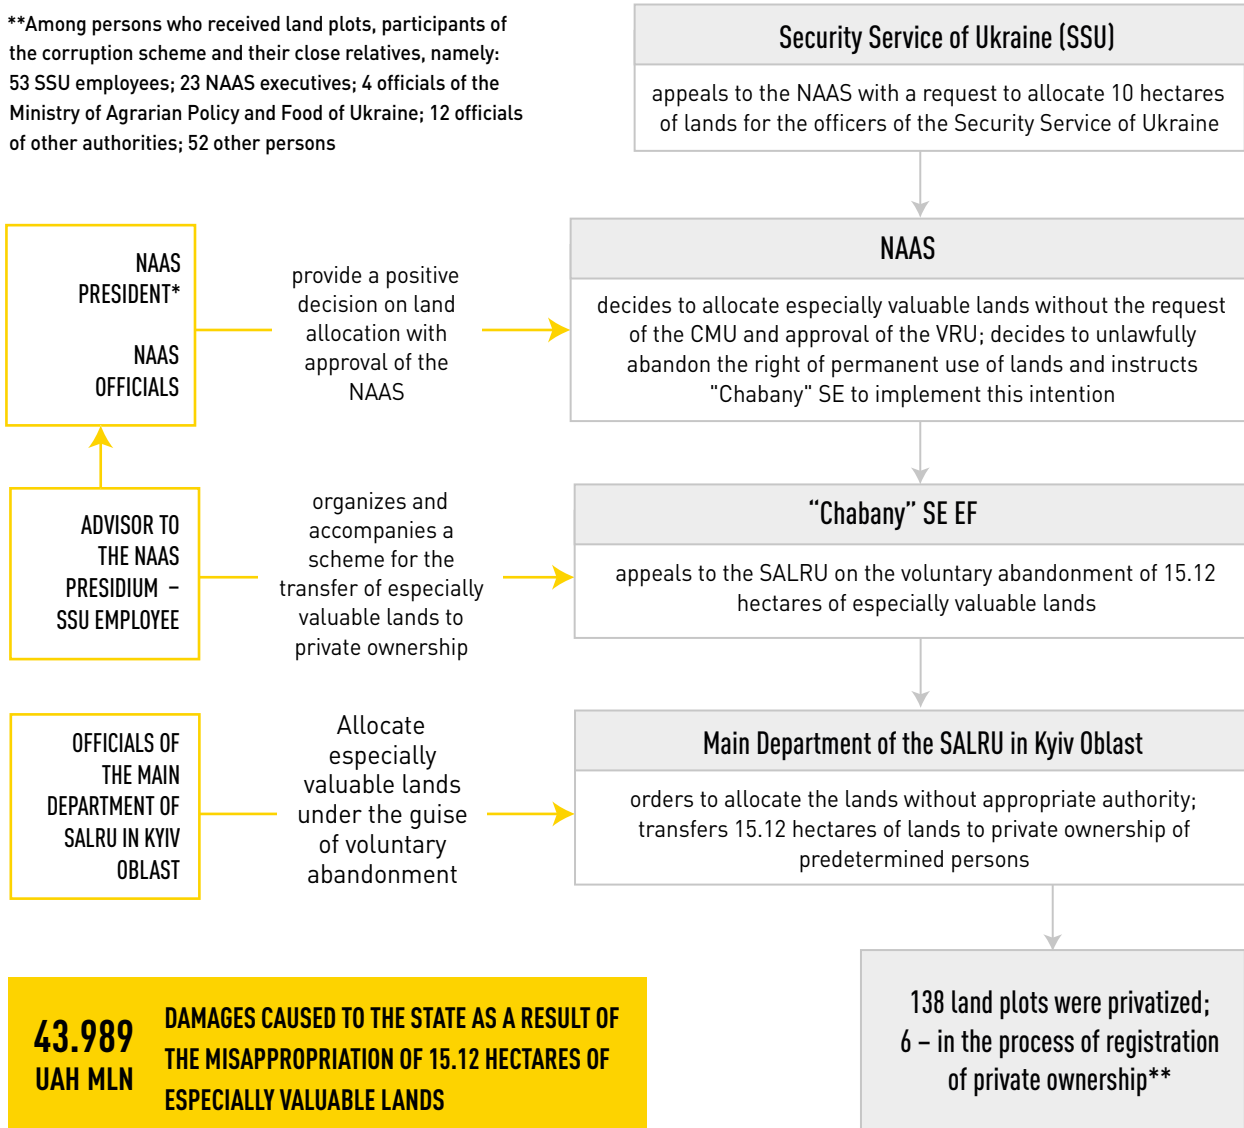 **Among persons who received land plots, participants of
the corruption scheme and their close relatives, namely:
53 SSU employees; 23 NAAS executives; 4 officials of the
Ministry of Agrarian Policy and Food of Ukraine; 12 officials
of other authorities; 52 other persons
Security Service of Ukraine (SSU)
appeals to the NAAS with a request to allocate 10 hectares
of lands for the officers of the Security Service of Ukraine
NAAS
PRESIDENT*
NAAS
OFFICIALS
provide a positive
decision on land
allocation with
approval of the
NAAS
NAAS
decides to allocate especially valuable lands without the request
of the CMU and approval of the VRU; decides to unlawfully
abandon the right of permanent use of lands and instructs
"Chabany" SE to implement this intention
ADVISOR TO
THE NAAS
PRESIDIUM –
SSU EMPLOYEE
organizes and
accompanies a
scheme for the
transfer of especially
valuable lands to
private ownership
“Chabany” SE EF
appeals to the SALRU on the voluntary abandonment of 15.12
hectares of especially valuable lands
OFFICIALS OF
THE MAIN
DEPARTMENT OF
SALRU IN KYIV
OBLAST
Allocate
especially
valuable lands
under the guise
of voluntary
abandonment
Main Department of the SALRU in Kyiv Oblast
orders to allocate the lands without appropriate authority;
transfers 15.12 hectares of lands to private ownership of
predetermined persons
43.989
UAH MLN
DAMAGES CAUSED TO THE STATE AS A RESULT OF
THE MISAPPROPRIATION OF 15.12 HECTARES OF
ESPECIALLY VALUABLE LANDS
138 land plots were privatized;
6 – in the process of registration
of private ownership**